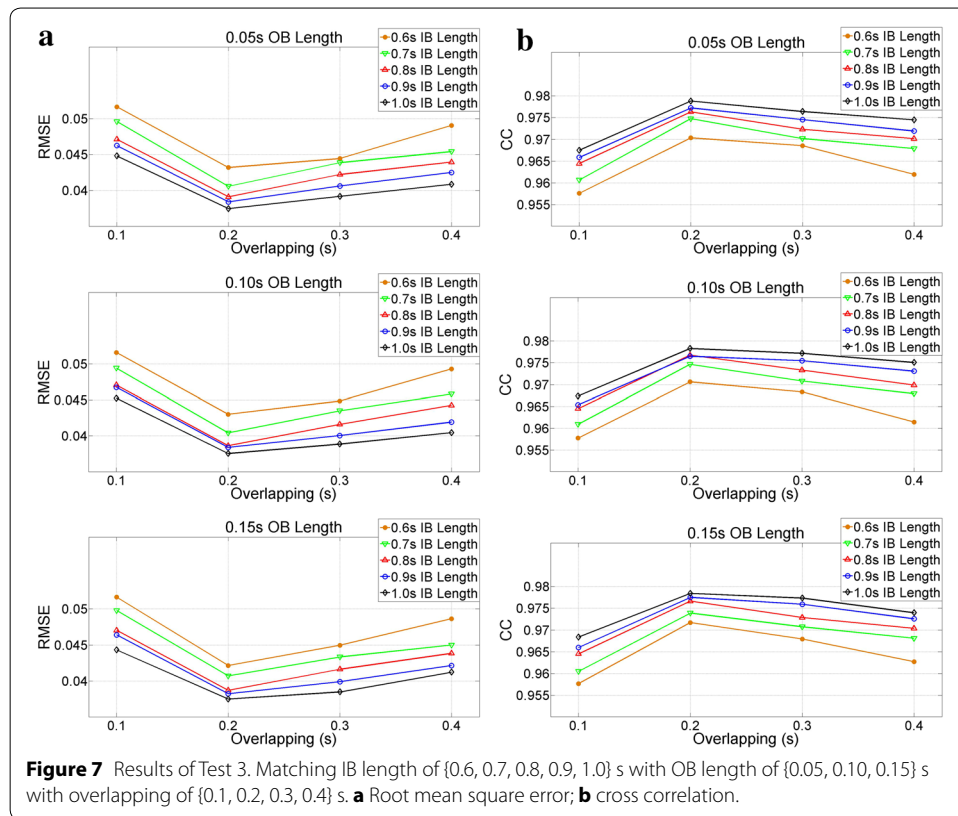 a
0.05s OB Length
0.6s IB Length
0.7s IB Length
0.8s IB Length
0.9s IB Length
1.0s IB Length
RMSE
0.05
0.045
0.04
0.1 0.2 0.3 0.4
Overlapping (s)
0.10s OB Length
0.6s IB Length
0.7s IB Length
0.8s IB Length
0.9s IB Length
1.0s IB Length
RMSE
0.05
0.045
0.04
0.1 0.2 0.3 0.4
Overlapping (s)
0.15s OB Length
0.6s IB Length
0.7s IB Length
0.8s IB Length
0.9s IB Length
1.0s IB Length
RMSE
0.05
0.045
0.04
0.1 0.2 0.3 0.4
Overlapping (s)
b
0.05s OB Length
0.6s IB Length
0.7s IB Length
0.8s IB Length
0.9s IB Length
1.0s IB Length
CC
0.98
0.975
0.97
0.965
0.96
0.955
0.1 0.2 0.3 0.4
Overlapping (s)
0.10s OB Length
0.6s IB Length
0.7s IB Length
0.8s IB Length
0.9s IB Length
1.0s IB Length
CC
0.98
0.975
0.97
0.965
0.96
0.955
0.1 0.2 0.3 0.4
Overlapping (s)
0.15s OB Length
0.6s IB Length
0.7s IB Length
0.8s IB Length
0.9s IB Length
1.0s IB Length
CC
0.98
0.975
0.97
0.965
0.96
0.955
0.1 0.2 0.3 0.4
Overlapping (s)
Figure 7 Results of Test 3. Matching IB length of {0.6, 0.7, 0.8, 0.9, 1.0} s with OB length of {0.05, 0.10, 0.15} s
with overlapping of {0.1, 0.2, 0.3, 0.4} s. a Root mean square error; b cross correlation.